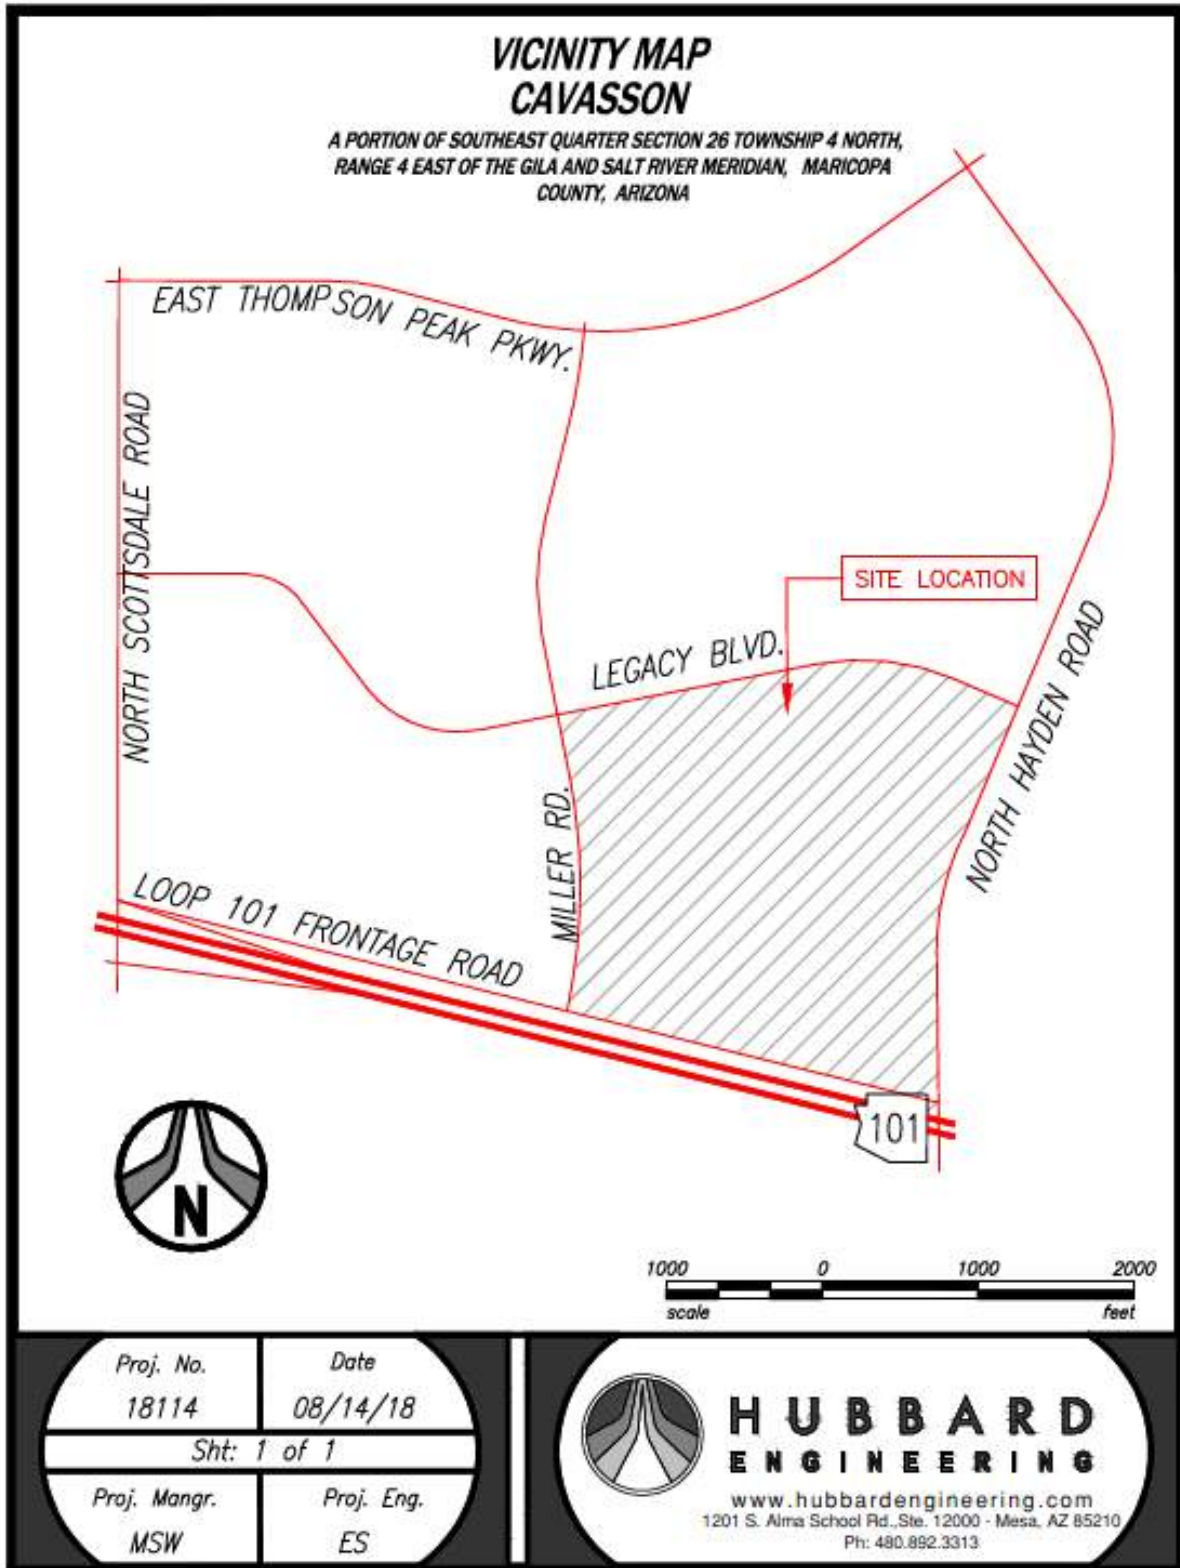 VICINITY MAP
CAVASSON
A PORTION OF SOUTHEAST QUARTER SECTION 26 TOWNSHIP 4 NORTH,
RANGE 4 EAST OF THE GILA AND SALT RIVER MERIDIAN, MARICOPA
COUNTY, ARIZONA
EAST THOMPSON PEAK PKWY.
NORTH SCOTTSDALE ROAD
SITE LOCATION
LEGACY BLVD.
NORTH HAYDEN ROAD
MILLER RD.
LOOP 101 FRONTAGE ROAD
101
N
1000 0 1000 2000
scale feet
Proj. No. Date
18114 08/14/18
Sht: 1 of 1
Proj. Mangr. Proj. Eng.
MSW ES
HUBBARD
ENGINEERING
www.hubbardengineering.com
1201 S. Alma School Rd.,Ste. 12000 - Mesa, AZ 85210
Ph: 480.892.3313